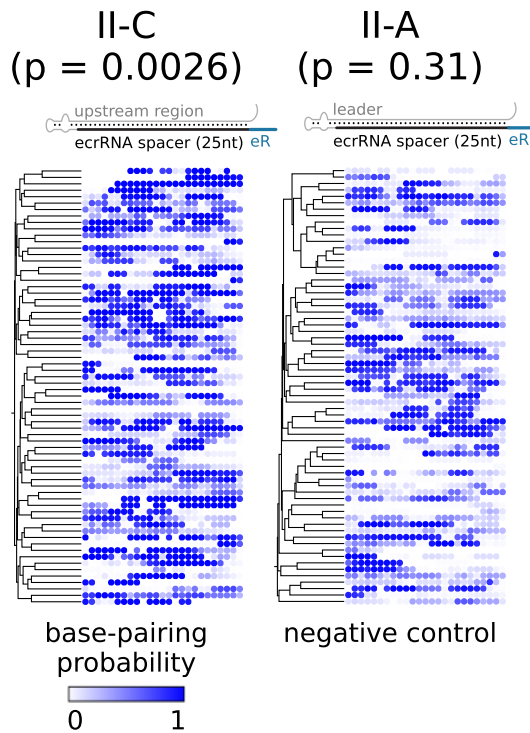 II-C
(p = 0.0026)
upstream region
ecrRNA spacer (25nt) eR
base-pairing
probability
0 1
II-A
(p = 0.31)
leader
ecrRNA spacer (25nt) eR
negative control